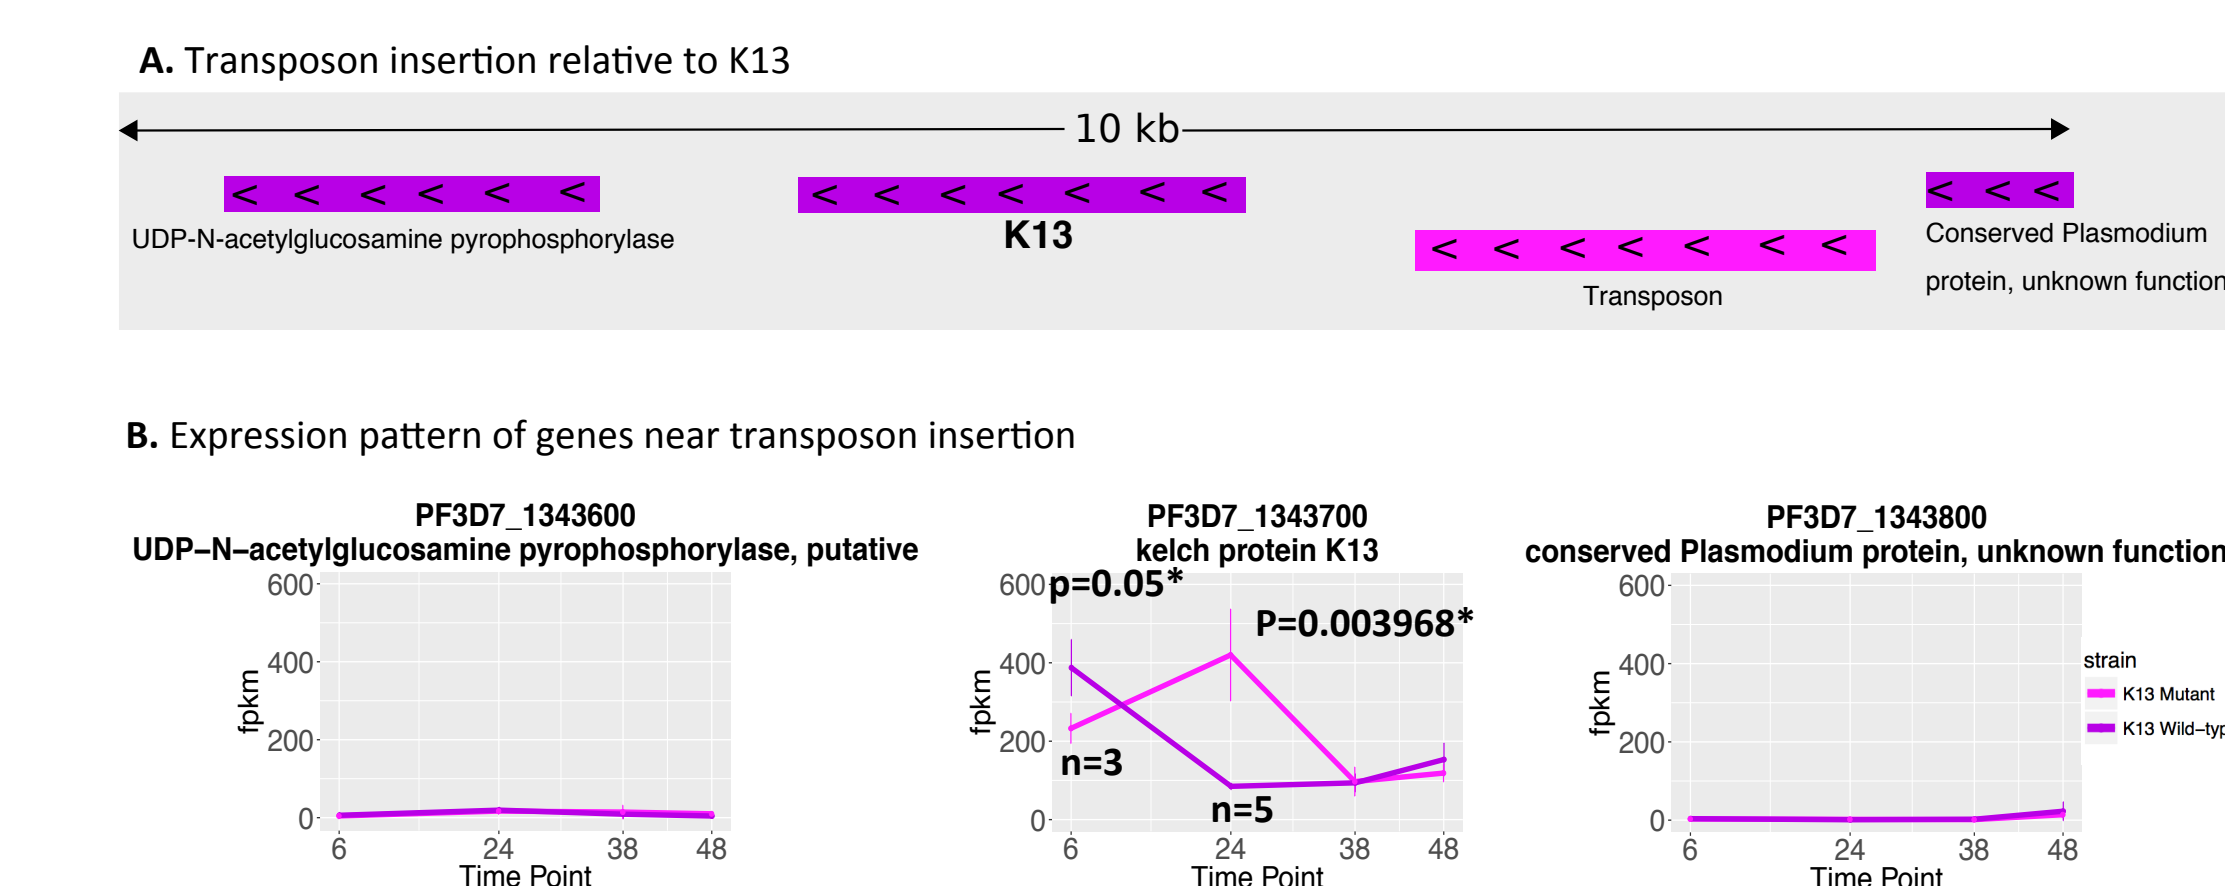 A. Transposon insertion relative to K13
10 kb
< < < < < <
< < < < < < <
< < <
UDP-N-acetylglucosamine pyrophosphorylase
K13
Conserved Plasmodium
protein, unknown function
< < < < < < <
Transposon
B. Expression pattern of genes near transposon insertion
PF3D7_1343600
UDP–N–acetylglucosamine pyrophosphorylase, putative
600
400
200
0
fpkm
6 24 38 48
Time Point
PF3D7_1343700
kelch protein K13
p=0.05*
P=0.003968*
n=3
n=5
600
400
200
0
fpkm
6 24 38 48
Time Point
PF3D7_1343800
conserved Plasmodium protein, unknown function
600
400
200
0
fpkm
6 24 38 48
Time Point
strain
K13 Mutant
K13 Wild–typ